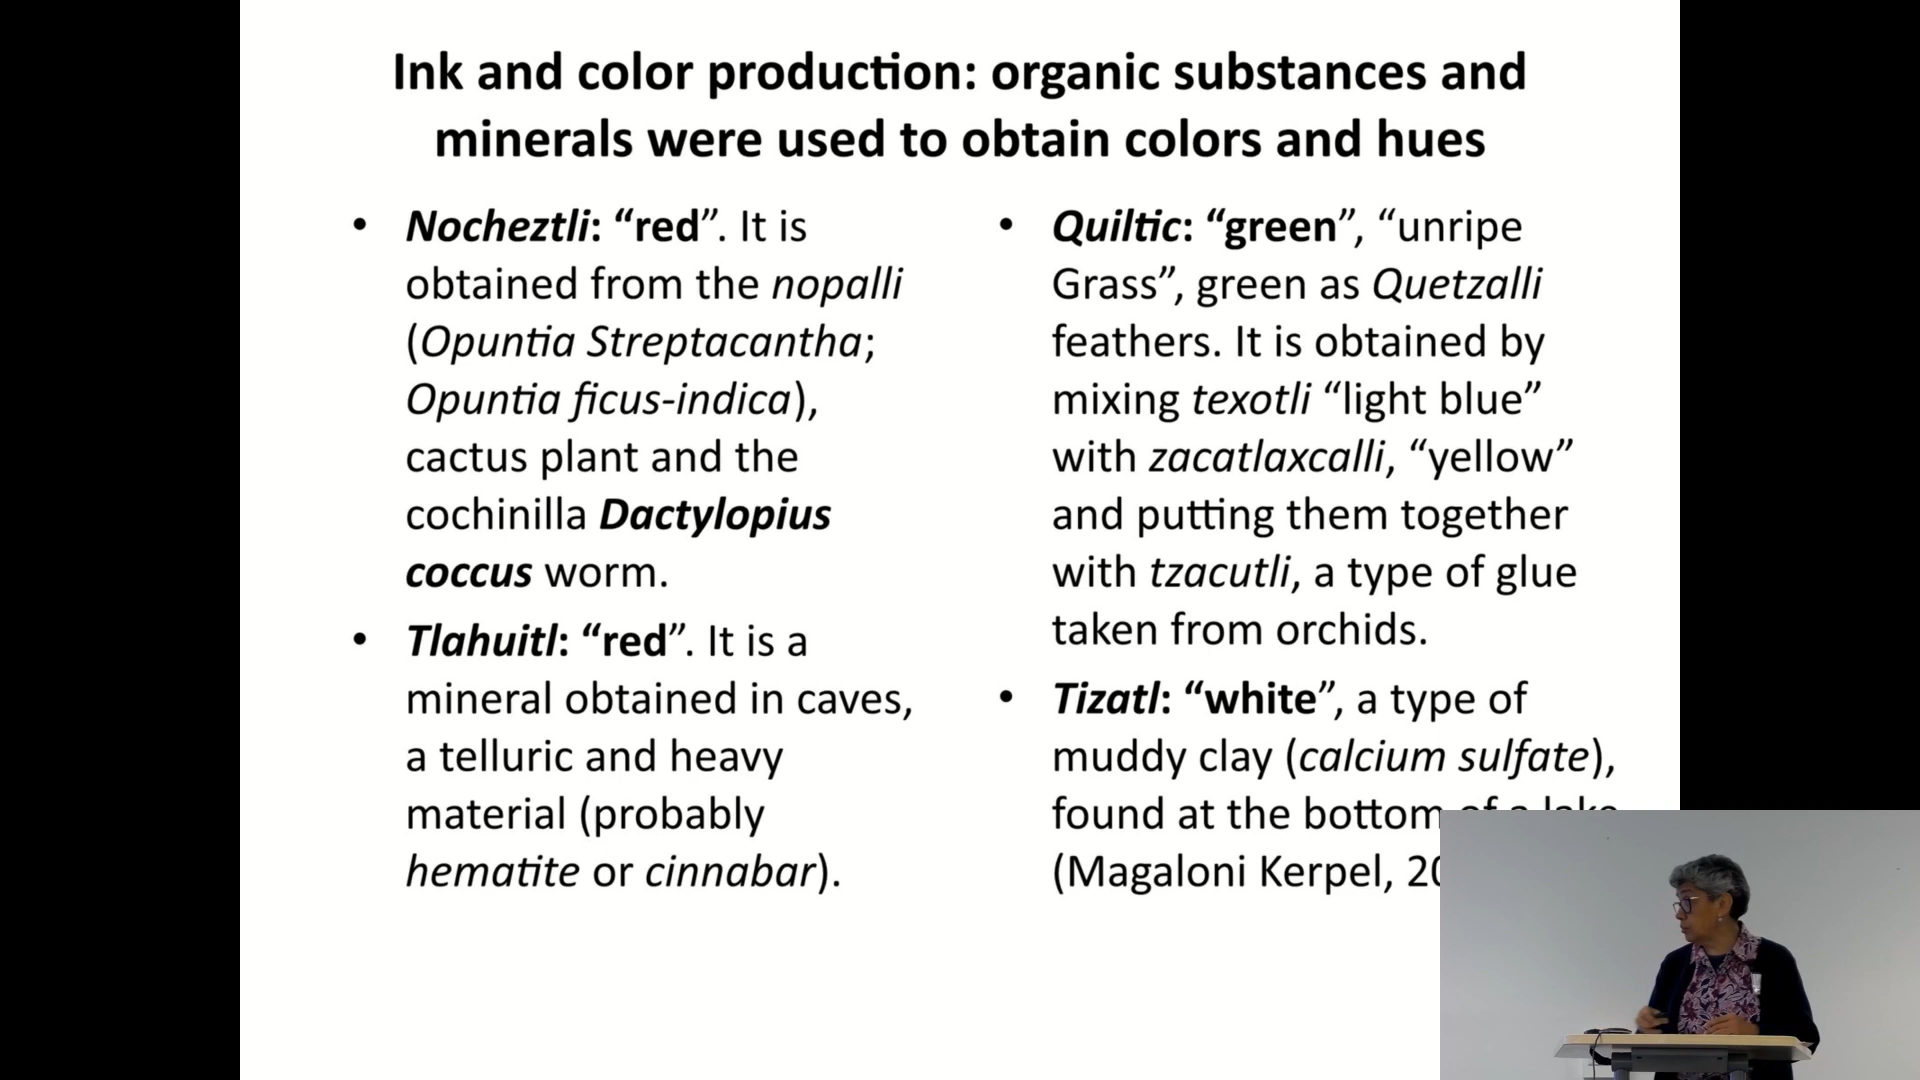 Ink and color production: organic substances and
minerals were used to obtain colors and hues
• Nocheztli: “red”. It is
obtained from the nopalli
(Opuntia Streptacantha;
Opuntia ficus-indica),
cactus plant and the
cochinilla Dactylopius
coccus worm.
• Tlahuitl: “red”. It is a
mineral obtained in caves,
a telluric and heavy
material (probably
hematite or cinnabar).
• Quiltic: “green”, “unripe
Grass”, green as Quetzalli
feathers. It is obtained by
mixing texotli “light blue”
with zacatlaxcalli, “yellow”
and putting them together
with tzacutli, a type of glue
taken from orchids.
• Tizatl: “white”, a type of
muddy clay (calcium sulfate),
found at the bottom of a lake
(Magaloni Kerpel,